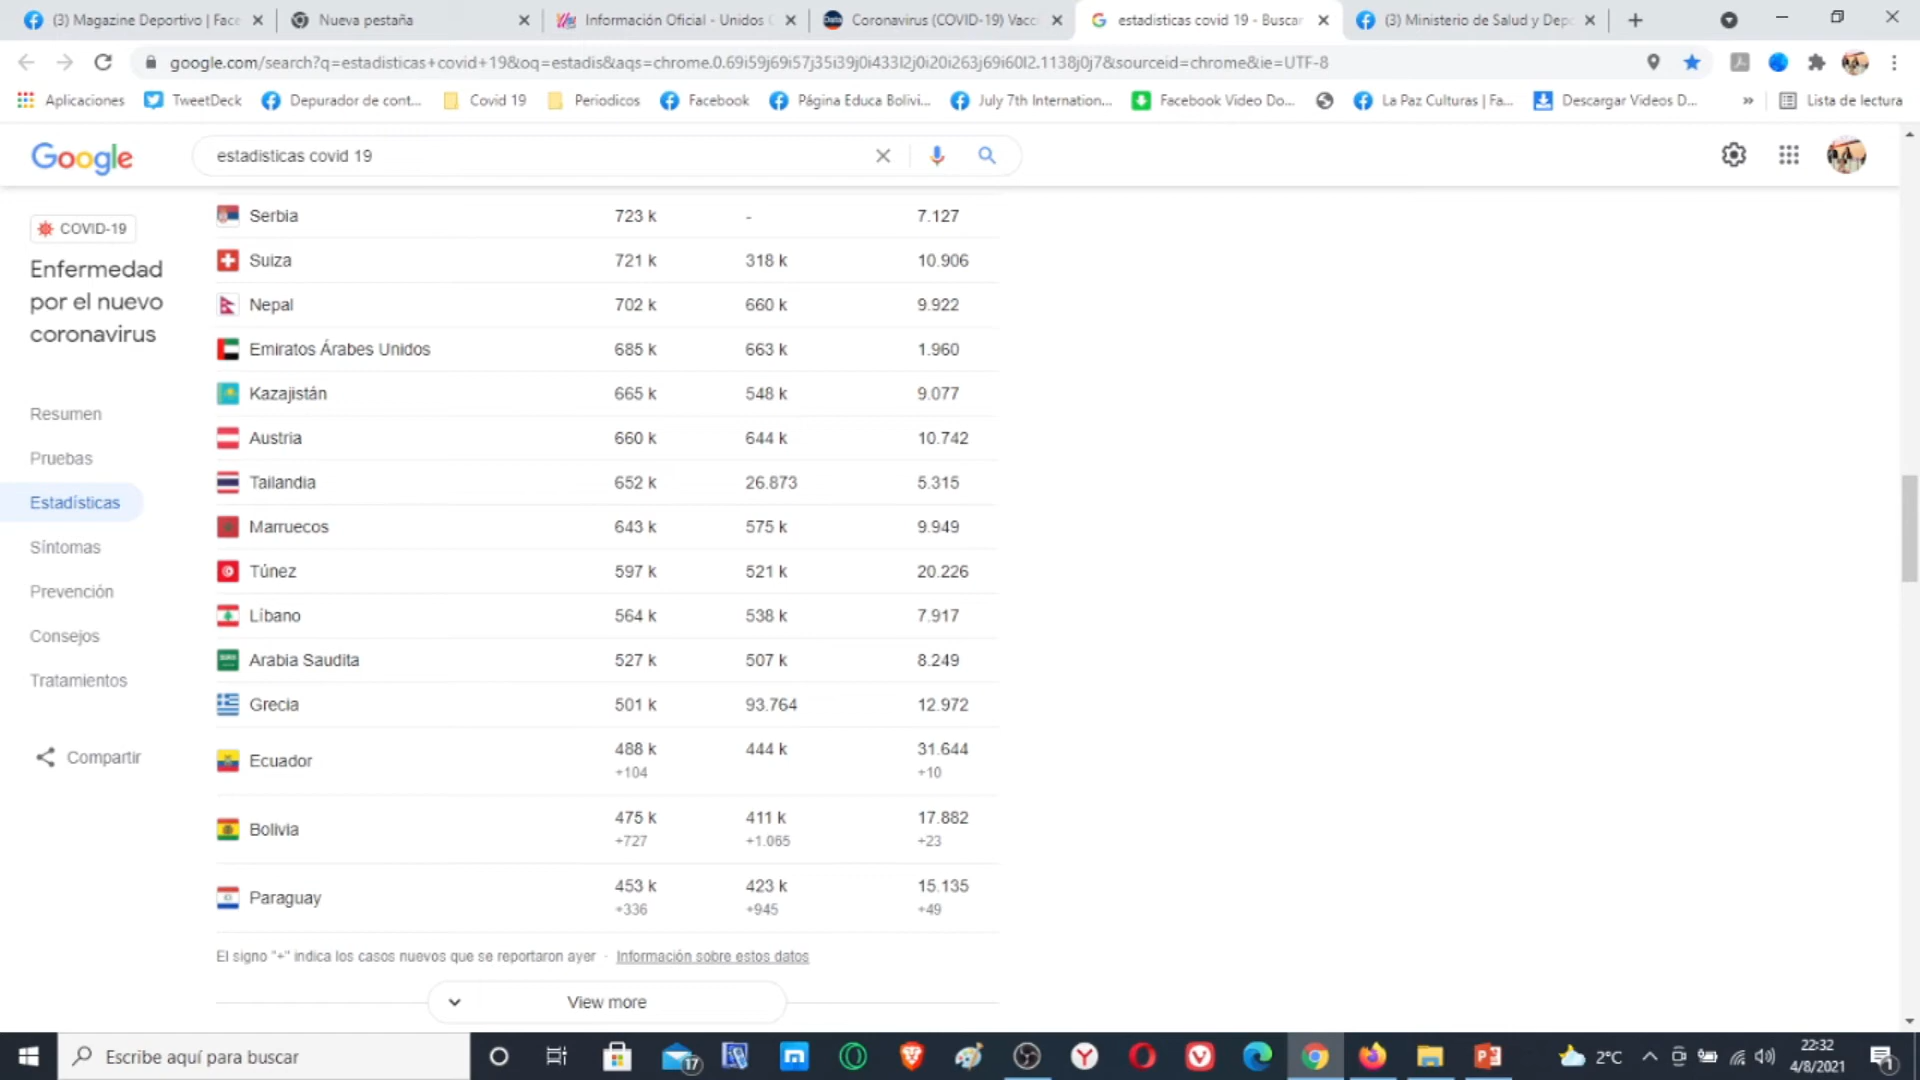 (3) Magazine Deportivo | Face
Nueva pestaña
Información Oficial - Unidos C
Coronavirus (COVID-19) Vacci
estadisticas covid 19 - Buscar
(3) Ministerio de Salud y Depo
google.com/search?q=estadisticas+covid+19&oq=estadis&aqs=chrome.0.69i59j69i57j35i39j0i433l2j0i20i263j69i60l2.1138j0j7&sourceid=chrome&ie=UTF-8
Aplicaciones
TweetDeck
Depurador de cont...
Covid 19
Periodicos
Facebook
Página Educa Bolivi...
July 7th Internation...
Facebook Video Do...
La Paz Culturas | Fa...
Descargar Videos D...
»
Lista de lectura
Google
estadisticas covid 19
COVID-19
Enfermedad
por el nuevo
coronavirus
Resumen
Pruebas
Estadísticas
Síntomas
Prevención
Consejos
Tratamientos
Compartir
Serbia 723 k - 7.127
Suiza 721 k 318 k 10.906
Nepal 702 k 660 k 9.922
Emiratos Árabes Unidos 685 k 663 k 1.960
Kazajistán 665 k 548 k 9.077
Austria 660 k 644 k 10.742
Tailandia 652 k 26.873 5.315
Marruecos 643 k 575 k 9.949
Túnez 597 k 521 k 20.226
Líbano 564 k 538 k 7.917
Arabia Saudita 527 k 507 k 8.249
Grecia 501 k 93.764 12.972
Ecuador 488 k 444 k 31.644
+104 +10
Bolivia 475 k 411 k 17.882
+727 +1.065 +23
Paraguay 453 k 423 k 15.135
+336 +945 +49
El signo "+" indica los casos nuevos que se reportaron ayer - Información sobre estos datos
View more
Escribe aquí para buscar
17
2°C
22:32
4/8/2021
1